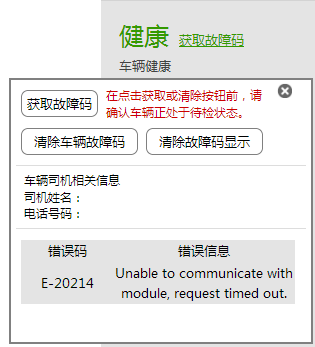 健康 获取故障码
车辆健康
获取故障码 在点击获取或清除按钮前，请
确认车辆正处于待检状态。
清除车辆故障码 清除故障码显示
车辆司机相关信息
司机姓名：
电话号码：
错误码 错误信息
E-20214 Unable to communicate with
module, request timed out.